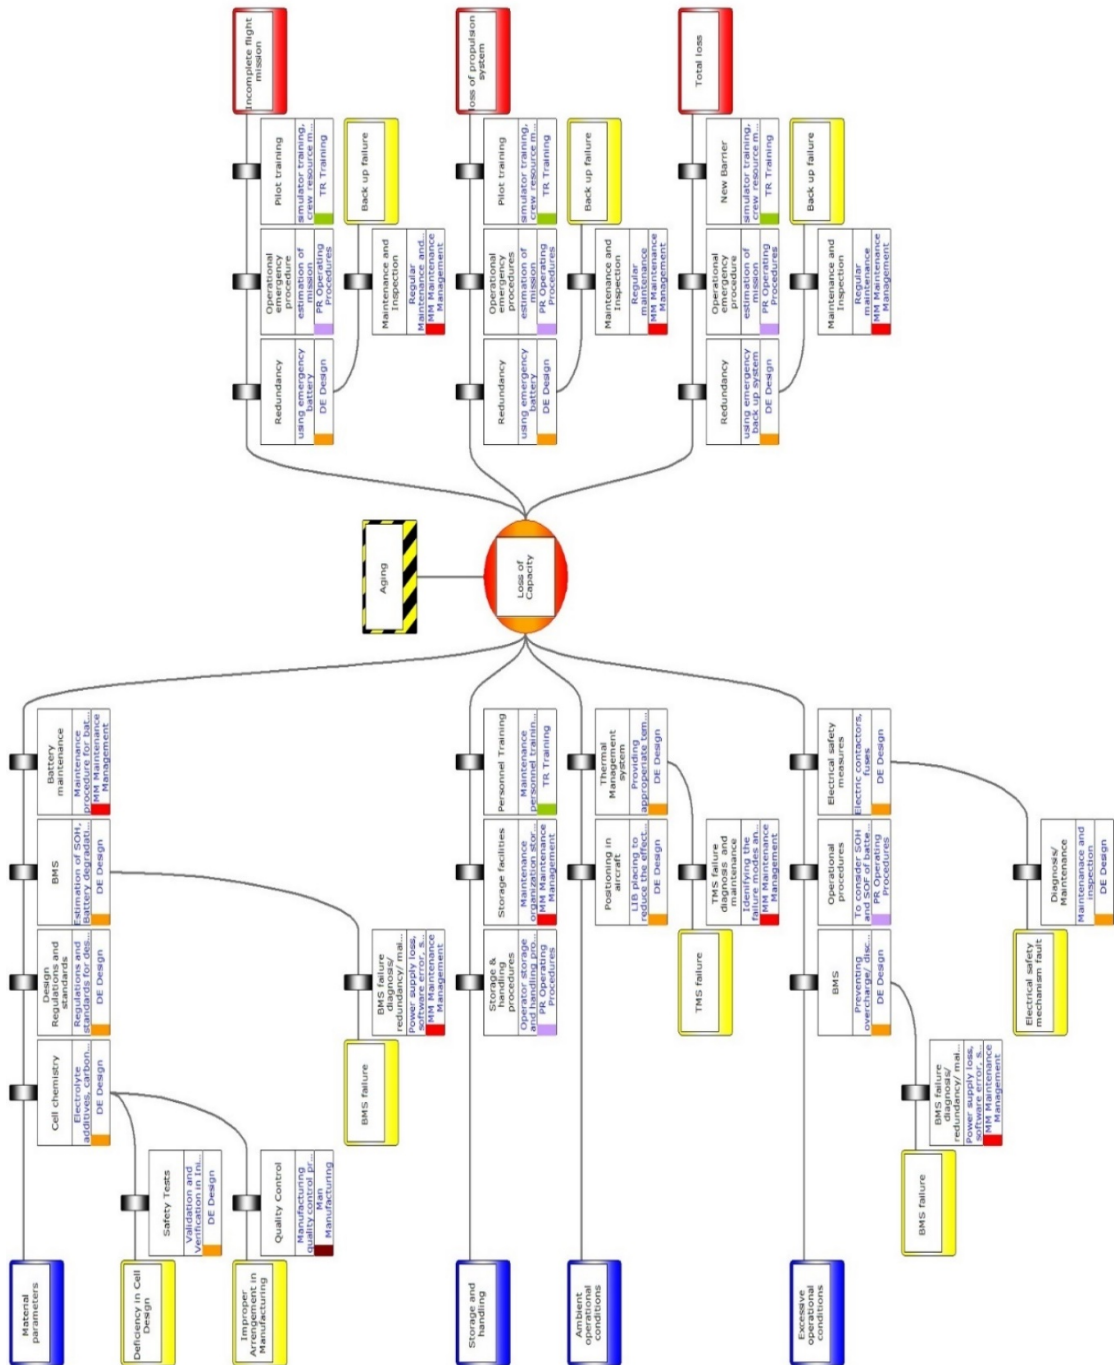 Material
parameters
Cell chemistry
Electrolyte
additives, carbon...
DE Design
Design
Regulations and
standards
Regulations and
standards for des...
DE Design
BMS
Estimation of SOH,
Battery degradati...
DE Design
Battery
maintenance
Maintenance
procedure for bat...
MM Maintenance
Management
Deficiency in Cell
Design
Safety Tests
Validation and
Verification in Ini...
DE Design
Improper
Arrangement in
Manufacturing
Quality Control
Manufacturing
quality control pr...
Man
Manufacturing
BMS failure
BMS failure
diagnosis/
redundancy/ mai...
Power supply loss,
software error, s...
MM Maintenance
Management
Storage and
handling
Storage &
handling
procedures
Operator storage
and handling pro...
PR Operating
Procedures
Storage facilities
Maintenance
organization stor...
MM Maintenance
Management
Personnel Training
Maintenance
personnel trainin...
TR Training
Ambient
operational
conditions
Positioning in
aircraft
LIB placing to
reduce the effect...
DE Design
Thermal
Management
system
Providing
approperiate tem...
DE Design
TMS failure
TMS failure
diagnosis and
maintenance
Idenifying the
failure modes an...
MM Maintenance
Management
Excessive
operational
conditions
BMS
Preventing
overcharge/ disc...
DE Design
Operational
procedures
To consider SOH
and SOF of batte
PR Operating
Procedures
Electrical safety
measures
Electric contactors,
fuses
DE Design
BMS failure
BMS failure
diagnosis/
redundancy/ mai...
Power supply loss,
software error, s...
MM Maintenance
Management
Electrical safety
mechanism fault
Diagnosis/
Maintenance
Maintenanace and
inspection
DE Design
Aging
Loss of
Capacity
Redundancy
using emergency
battery
DE Design
Operational
emergency
procedure
estimation of
mission
PR Operating
Procedures
Pilot training
simulator training,
crew resource m...
TR Training
Incomplete flight
mission
Maintenance and
Inspection
Regular
Maintenance and...
MM Maintenance
Management
Back up failure
Redundancy
using emergency
battery
DE Design
Operational
emergency
procedures
estimation of
mission
PR Operating
Procedures
Pilot training
simulator training,
crew resource m...
TR Training
loss of propulsion
system
Maintenance and
Inspection
Regular
maintenance
MM Maintenance
Management
Back up failure
Redundancy
using emergency
back up system
DE Design
Operational
emergency
procedure
estimation of
mission
PR Operating
Procedures
New Barrier
simulator training,
crew resource m...
TR Training
Total loss
Maintenance and
Inspection
Regular
maintenance
MM Maintenance
Management
Back up failure